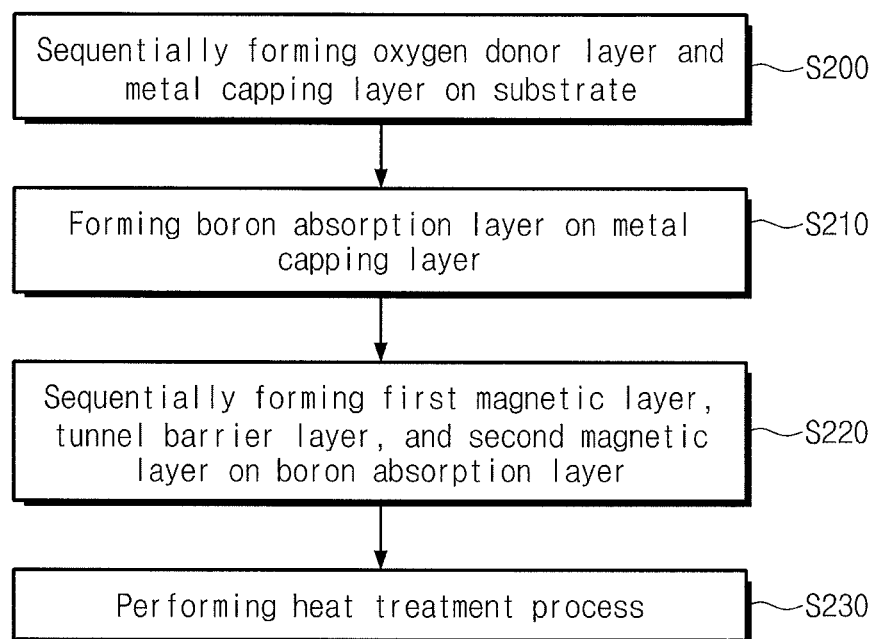 Sequentially forming oxygen donor layer and
metal capping layer on substrate
S200
Forming boron absorption layer on metal
capping layer
S210
Sequentially forming first magnetic layer,
tunnel barrier layer, and second magnetic
layer on boron absorption layer
S220
Performing heat treatment process
S230